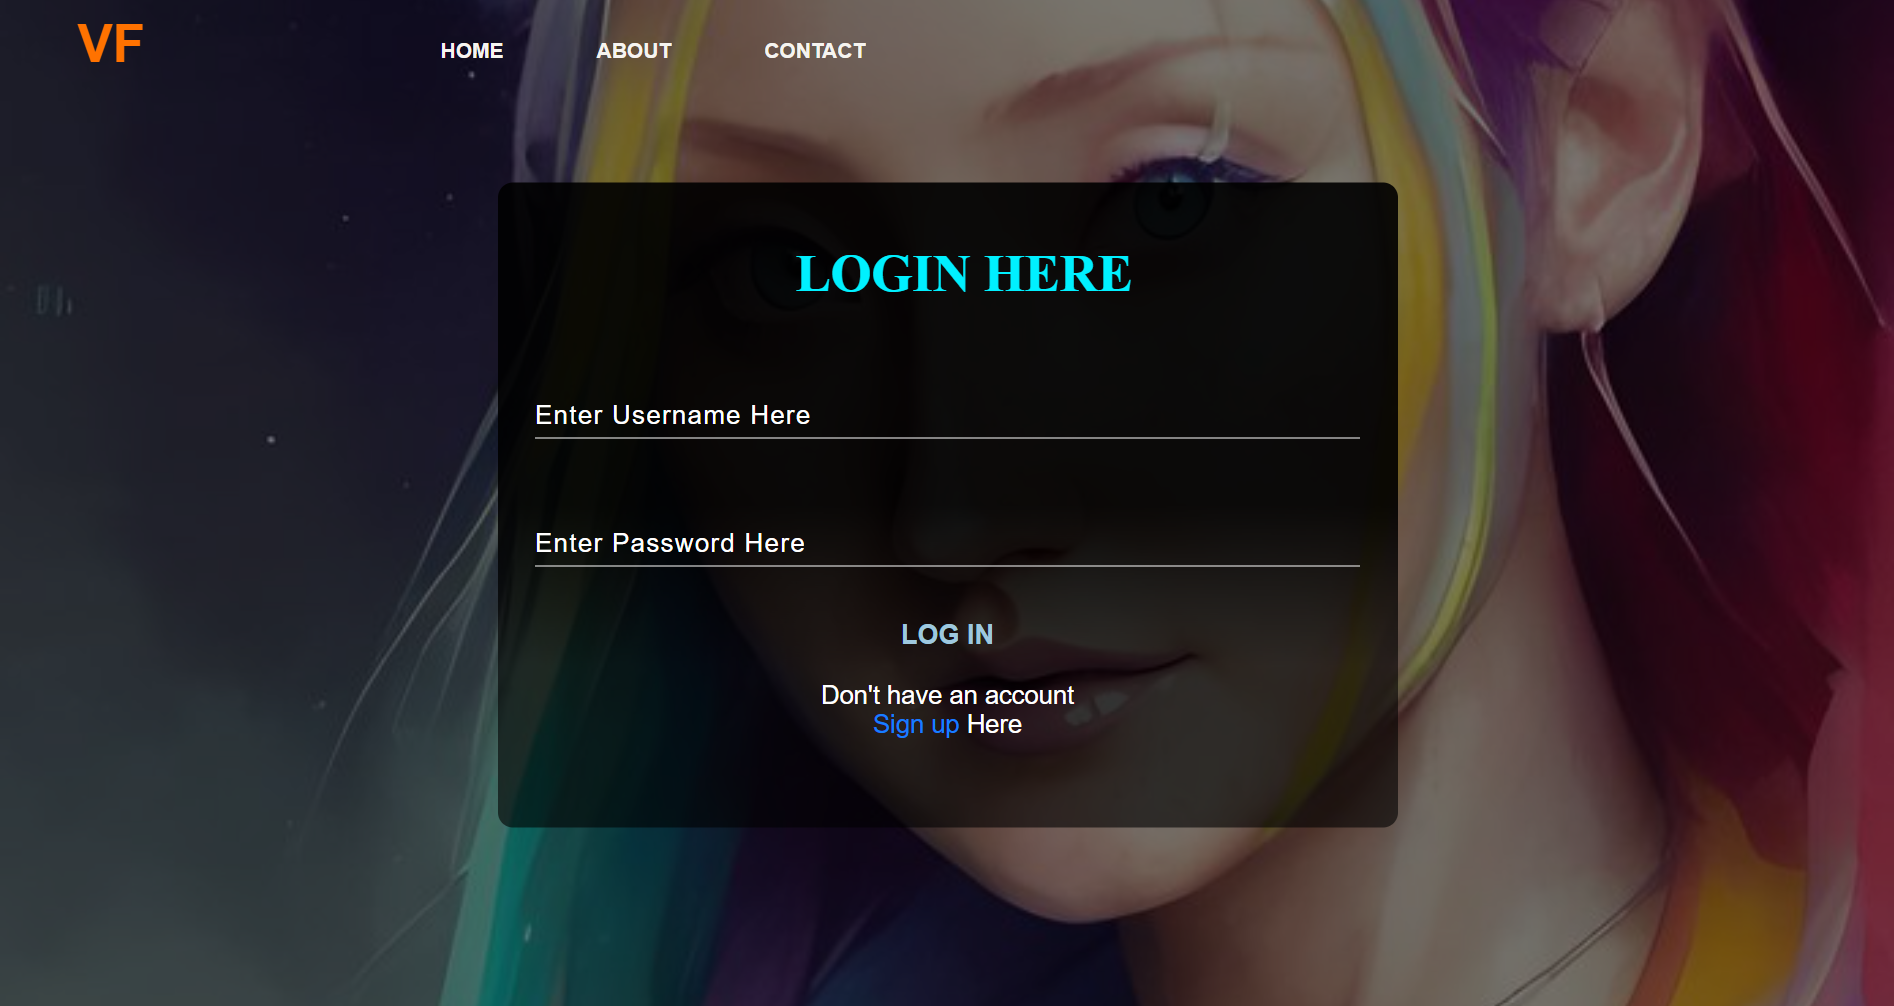 VF
HOME ABOUT CONTACT
LOGIN HERE
Enter Username Here
Enter Password Here
LOG IN
Don't have an account
Sign up Here